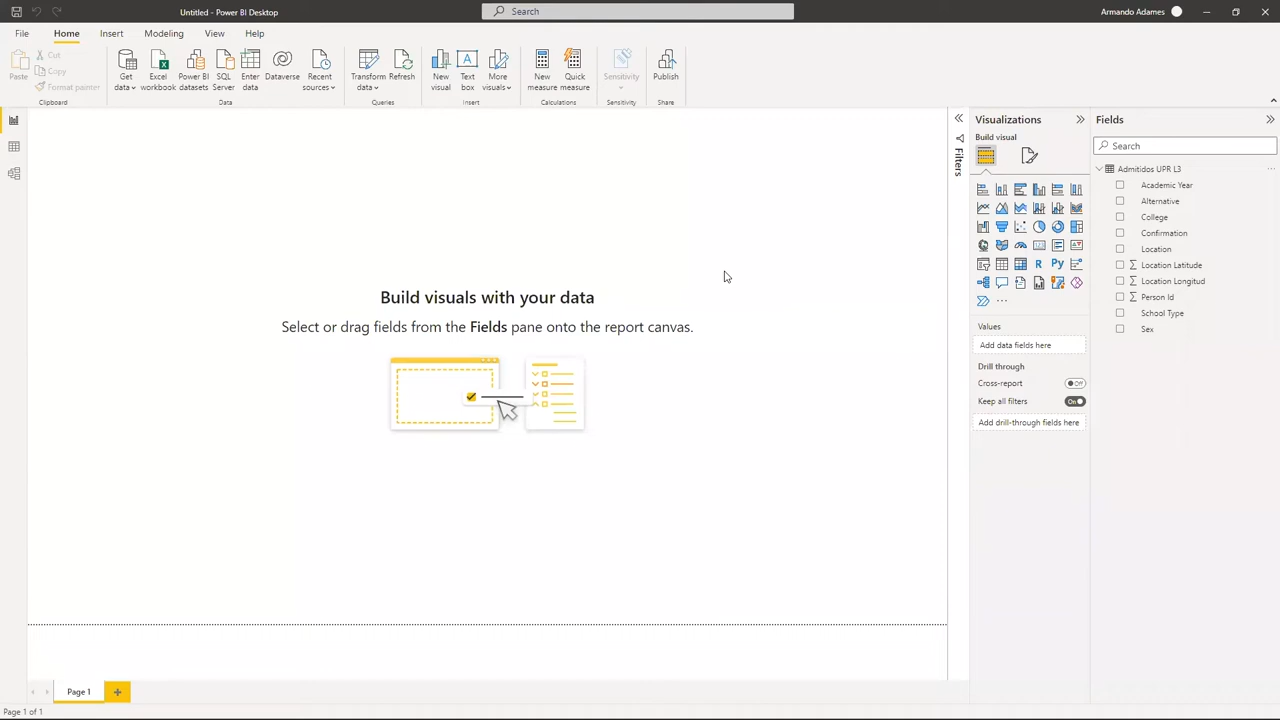 Untitled - Power BI Desktop
Search
Armando Adames
File
Home
Insert
Modeling
View
Help
Paste
Cut
Copy
Format painter
Clipboard
Get data
Excel workbook
Power BI datasets
SQL Server
Enter data
Dataverse
Recent sources
Data
Transform data
Refresh
Queries
New visual
A
Text box
More visuals
Insert
New measure
Quick measure
Calculations
Sensitivity
Sensitivity
Publish
Share
Build visuals with your data
Select or drag fields from the Fields pane onto the report canvas.
Filters
Visualizations
Build visual
R
Py
Values
Add data fields here
Drill through
Cross-report
Off
Keep all filters
On
Add drill-through fields here
Fields
Search
Admitidos UPR L3
Academic Year
Alternative
College
Confirmation
Location
Location Latitude
Location Longitud
Person Id
School Type
Sex
Page 1
Page 1 of 1